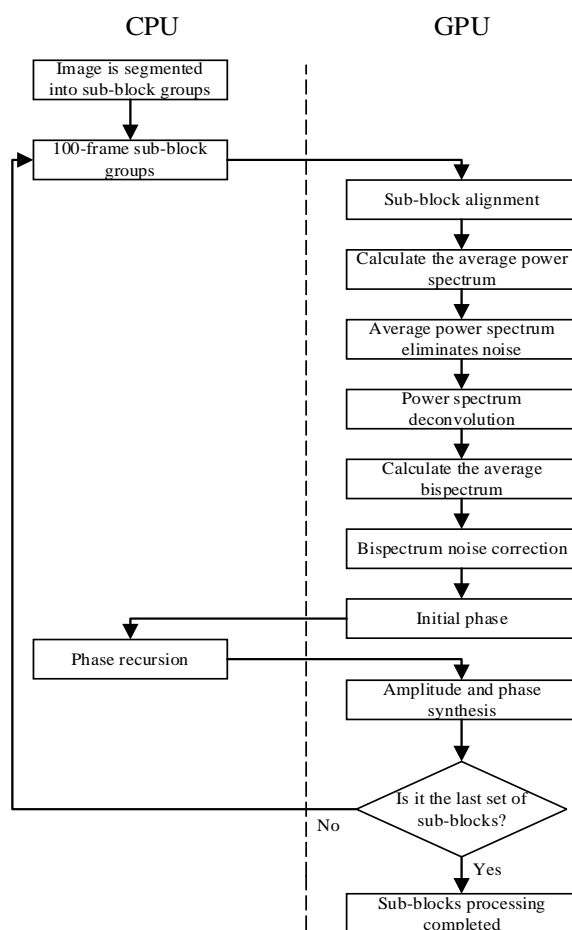 CPU
GPU
Image is segmented
into sub-block groups
100-frame sub-block
groups
Sub-block alignment
Calculate the average power
spectrum
Average power spectrum
eliminates noise
Power spectrum
deconvolution
Calculate the average
bispectrum
Bispectrum noise correction
Initial phase
Phase recursion
Amplitude and phase
synthesis
Is it the last set of
sub-blocks?
No
Yes
Sub-blocks processing
completed